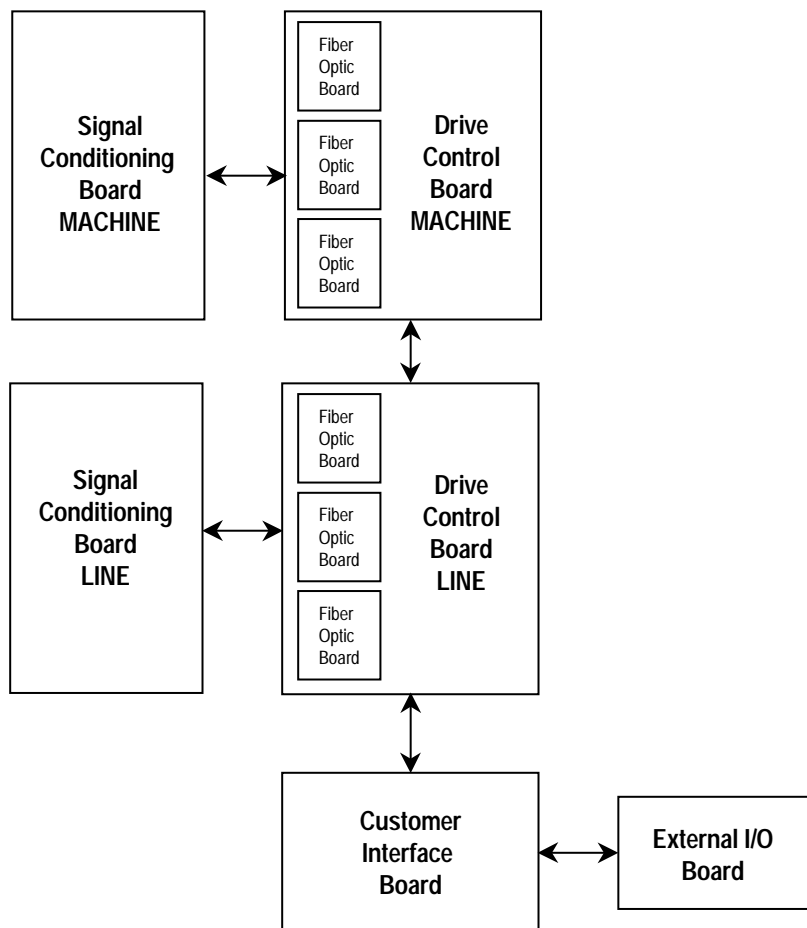 Signal
Conditioning
Board
MACHINE
Fiber
Optic
Board
Fiber
Optic
Board
Fiber
Optic
Board
Drive
Control
Board
MACHINE
Signal
Conditioning
Board
LINE
Fiber
Optic
Board
Fiber
Optic
Board
Fiber
Optic
Board
Drive
Control
Board
LINE
Customer
Interface
Board
External I/O
Board